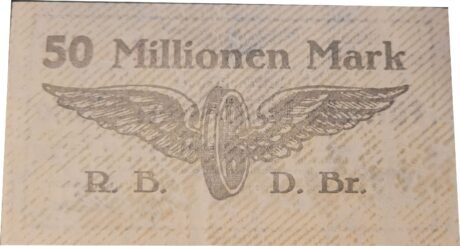 50 Millionen Mark
R. B. D. Br.